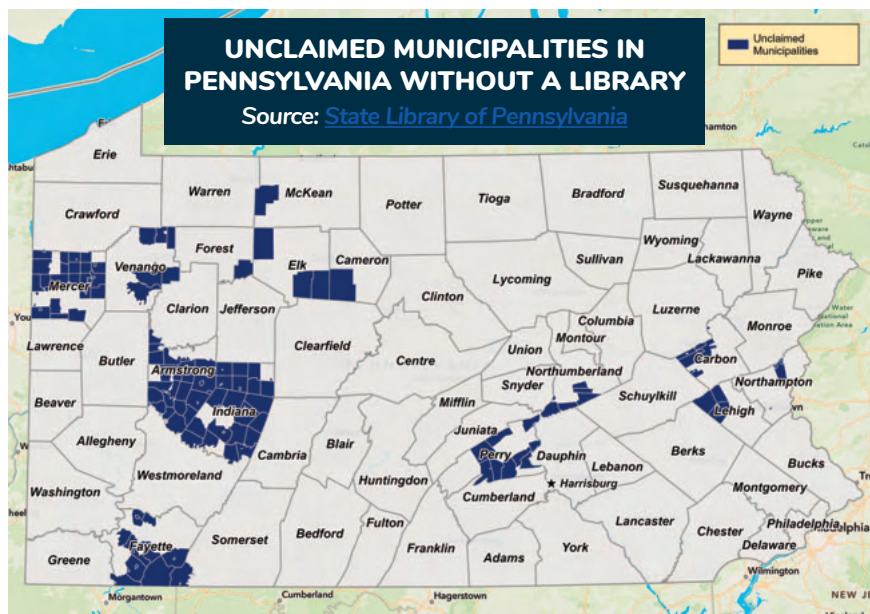 UNCLAIMED MUNICIPALITIES IN
PENNSYLVANIA WITHOUT A LIBRARY
Source: State Library of Pennsylvania
Unclaimed
Municipalities
Erie
Warren
McKean
Potter
Tioga
Bradford
Susquehanna
Wayne
Crawford
Forest
Elk
Cameron
Sullivan
Wyoming
Lackawanna
Pike
Mercer
Venango
Clarion
Jefferson
Clinton
Lycoming
Luzerne
Monroe
Lawrence
Butler
Clearfield
Centre
Union
Montour
Columbia
Carbon
Northampton
Armstrong
Indiana
Snyder
Northumberland
Schuylkill
Lehigh
Beaver
Allegheny
Mifflin
Juniata
Perry
Dauphin
Lebanon
Berks
Bucks
Westmoreland
Cambria
Blair
Huntingdon
Cumberland
Harrisburg
Montgomery
Washington
Fayette
Somerset
Bedford
Fulton
Franklin
Adams
York
Lancaster
Chester
Philadelphia
Delaware
Greene
Morgantown
Cumberland
Hagerstown
Wilmington
NEW JE